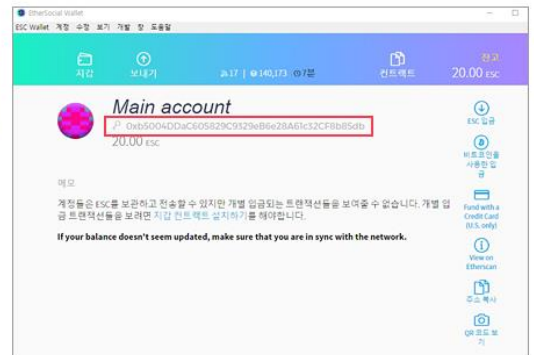 EtherSocial Wallet
ESC Wallet 계정 수정 보기 개발 창 도움말
지갑
보내기
17 | 140,173 7분
컨트랙트
잔고
20.00 ESC
Main account
0xb5004DDaC605829C9329eB6e28A61c32CF8b85db
20.00 ESC
메모
계정들은 ESC를 보관하고 전송할 수 있지만 개별 입금되는 트랜잭션들을 보여줄 수 없습니다. 개별 입
금 트랜잭션들을 보려면 지갑 컨트랙트 설치하기를 해야합니다.
If your balance doesn't seem updated, make sure that you are in sync with the network.
ESC 입금
비트코인을
사용한 입
금
Fund with a
Credit Card
(U.S. only)
View on
Etherscan
주소 복사
QR 코드 보
기